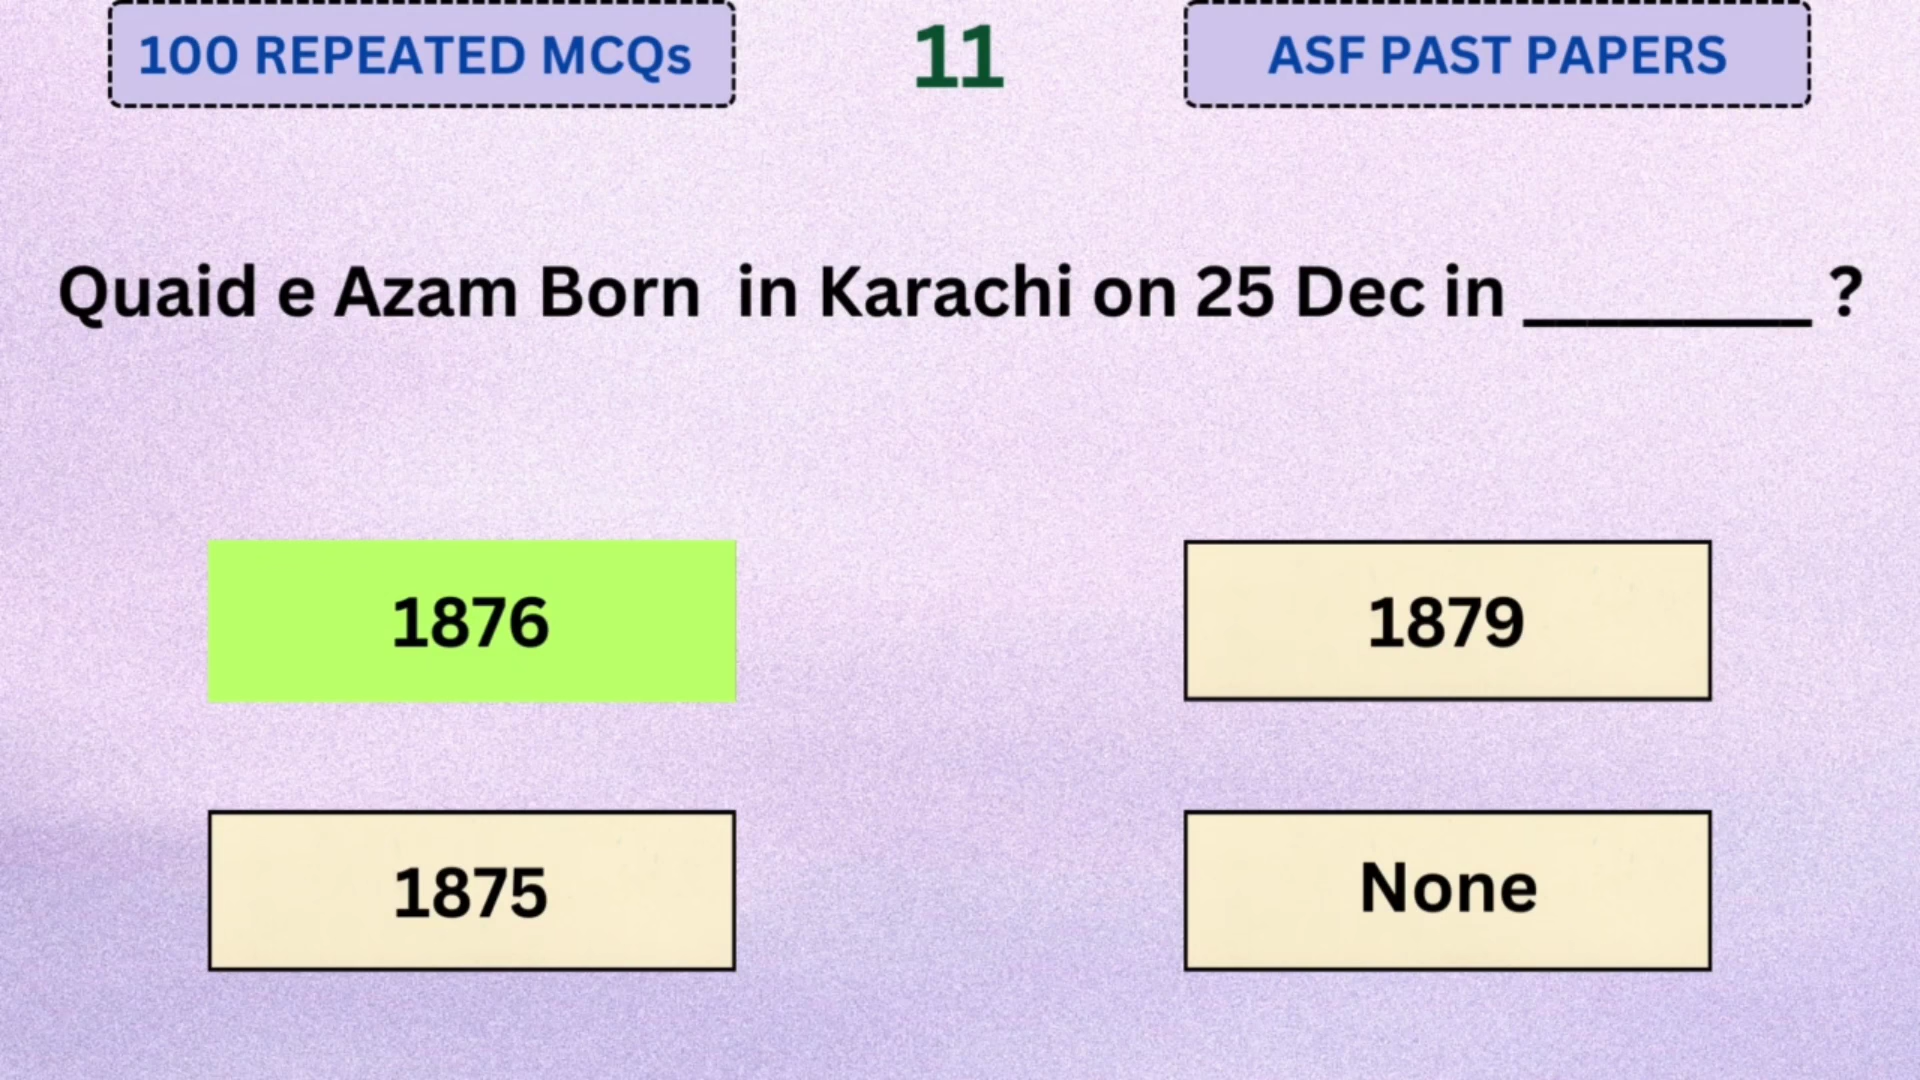 100 REPEATED MCQs
11
ASF PAST PAPERS
Quaid e Azam Born in Karachi on 25 Dec in _________ ?
1876
1879
1875
None